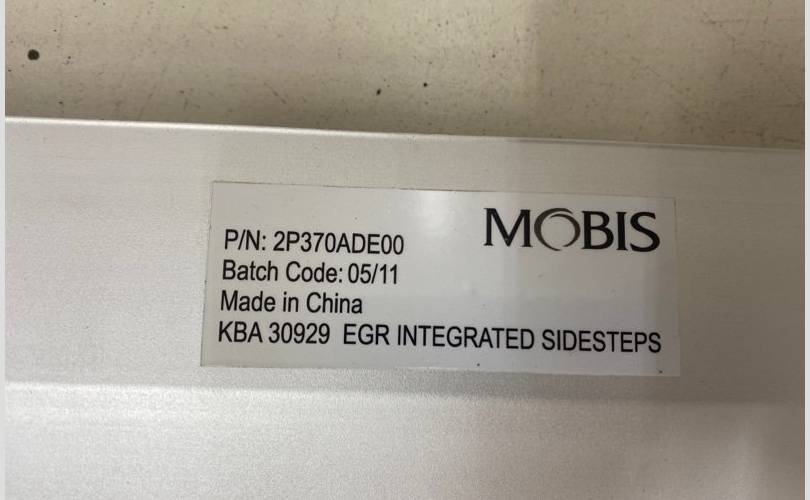 MOBIS
P/N: 2P370ADE00
Batch Code: 05/11
Made in China
KBA 30929 EGR INTEGRATED SIDESTEPS